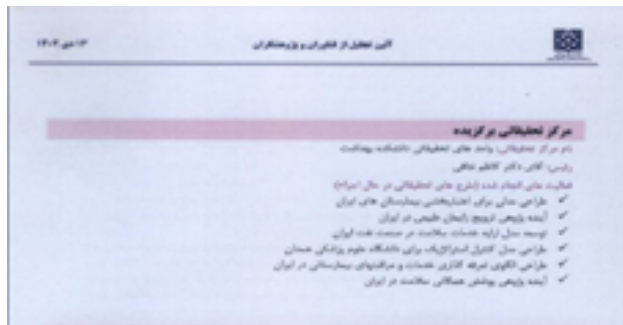 آئین تجلیل از فناوران و پژوهشگران
۱۳ دی ۱۴۰۴
مرکز تحقیقاتی برگزیده
نام مرکز تحقیقاتی: واحد های تحقیقاتی دانشکده بهداشت
رئیس: آقای دکتر کاظم
فعالیت های انجام شده (طرح های تحقیقاتی در حال اجراء)
✓ طراحی مدلی برای اعتباربخشی بیمارستان های ایران
✓ آینده پژوهی ترویج زایمان طبیعی در ایران
✓ توسعه مدل ارایه خدمات سلامت در صنعت نفت ایران
✓ طراحی مدل کنترل استراتژیک برای دانشگاه علوم پزشکی همدان
✓ طراحی الگوی تعرفه گذاری خدمات و مراقبتهای بیمارستانی در ایران
✓ آینده پژوهی پوشش همگانی سلامت در ایران